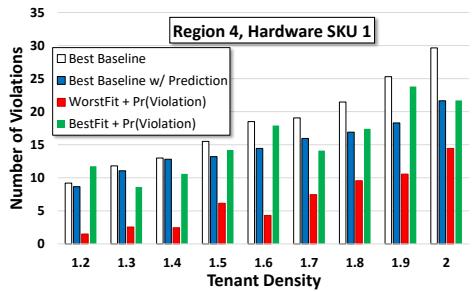 Region 4, Hardware SKU 1
Best Baseline
Best Baseline w/ Prediction
WorstFit + Pr(Violation)
BestFit + Pr(Violation)
Number of Violations
35
30
25
20
15
10
5
0
1.2 1.3 1.4 1.5 1.6 1.7 1.8 1.9 2
Tenant Density